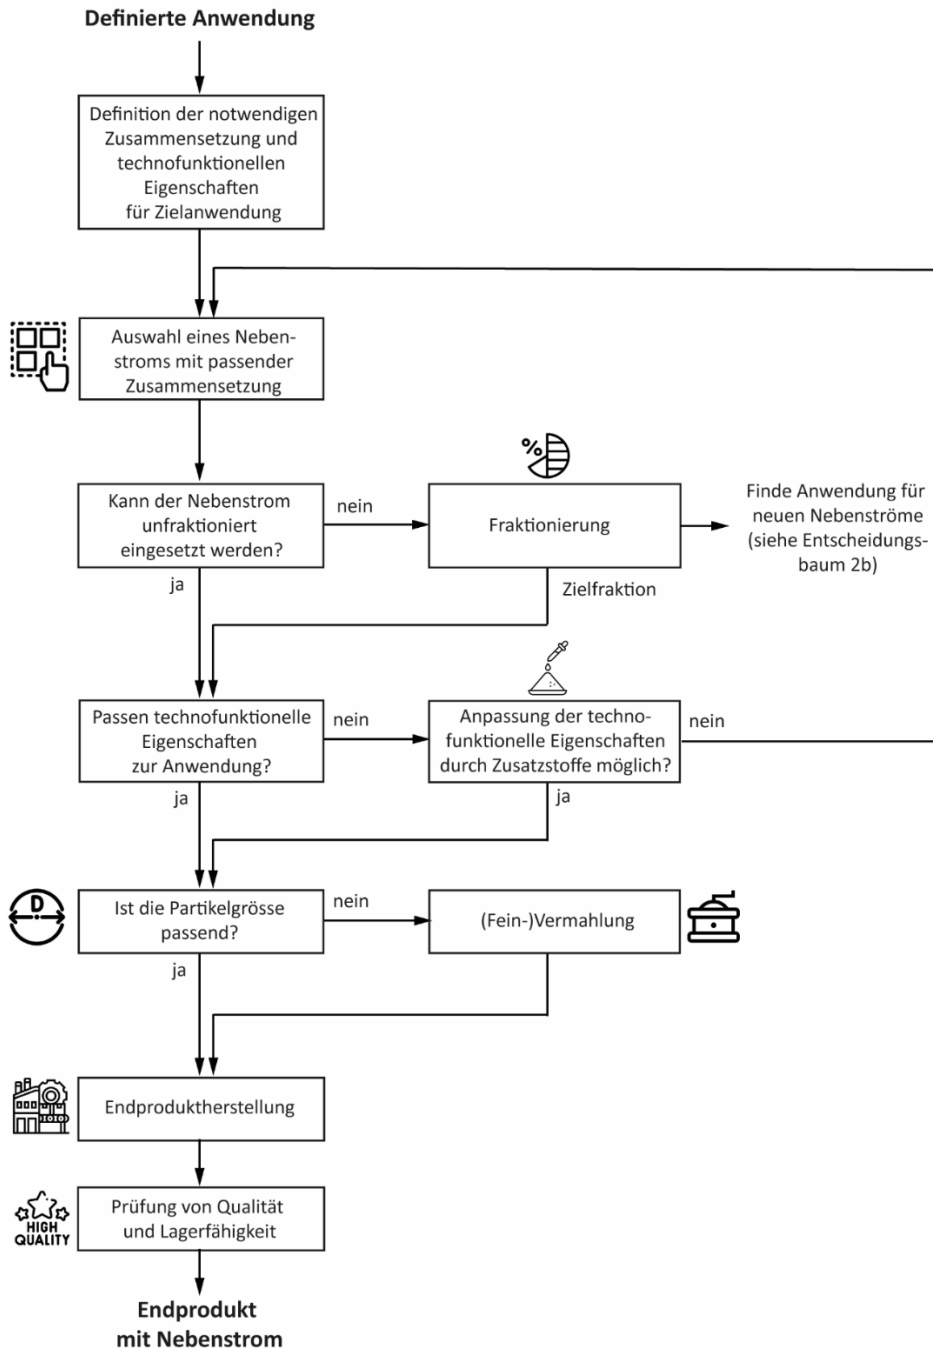 Definierte Anwendung
Definition der notwendigen
Zusammensetzung und
technofunktionellen
Eigenschaften
für Zielanwendung
Auswahl eines Neben-
stroms mit passender
Zusammensetzung
%
Kann der Nebenstrom
unfraktioniert
eingesetzt werden?
nein
Fraktionierung
Finde Anwendung für
neuen Nebenströme
(siehe Entscheidungs-
baum 2b)
ja
Zielfraktion
Passen technofunktionelle
Eigenschaften
zur Anwendung?
nein
Anpassung der techno-
funktionelle Eigenschaften
durch Zusatzstoffe möglich?
nein
ja
ja
D
Ist die Partikelgrösse
passend?
nein
(Fein-)Vermahlung
ja
Endproduktherstellung
HIGH
QUALITY
Prüfung von Qualität
und Lagerfähigkeit
Endprodukt
mit Nebenstrom